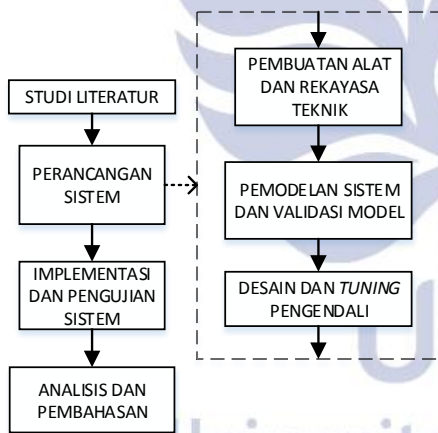 STUDI LITERATUR
PERANCANGAN
SISTEM
IMPLEMENTASI
DAN PENGUJIAN
SISTEM
ANALISIS DAN
PEMBAHASAN
PEMBUATAN ALAT
DAN REKAYASA
TEKNIK
PEMODELAN SISTEM
DAN VALIDASI MODEL
DESAIN DAN TUNING
PENGENDALI